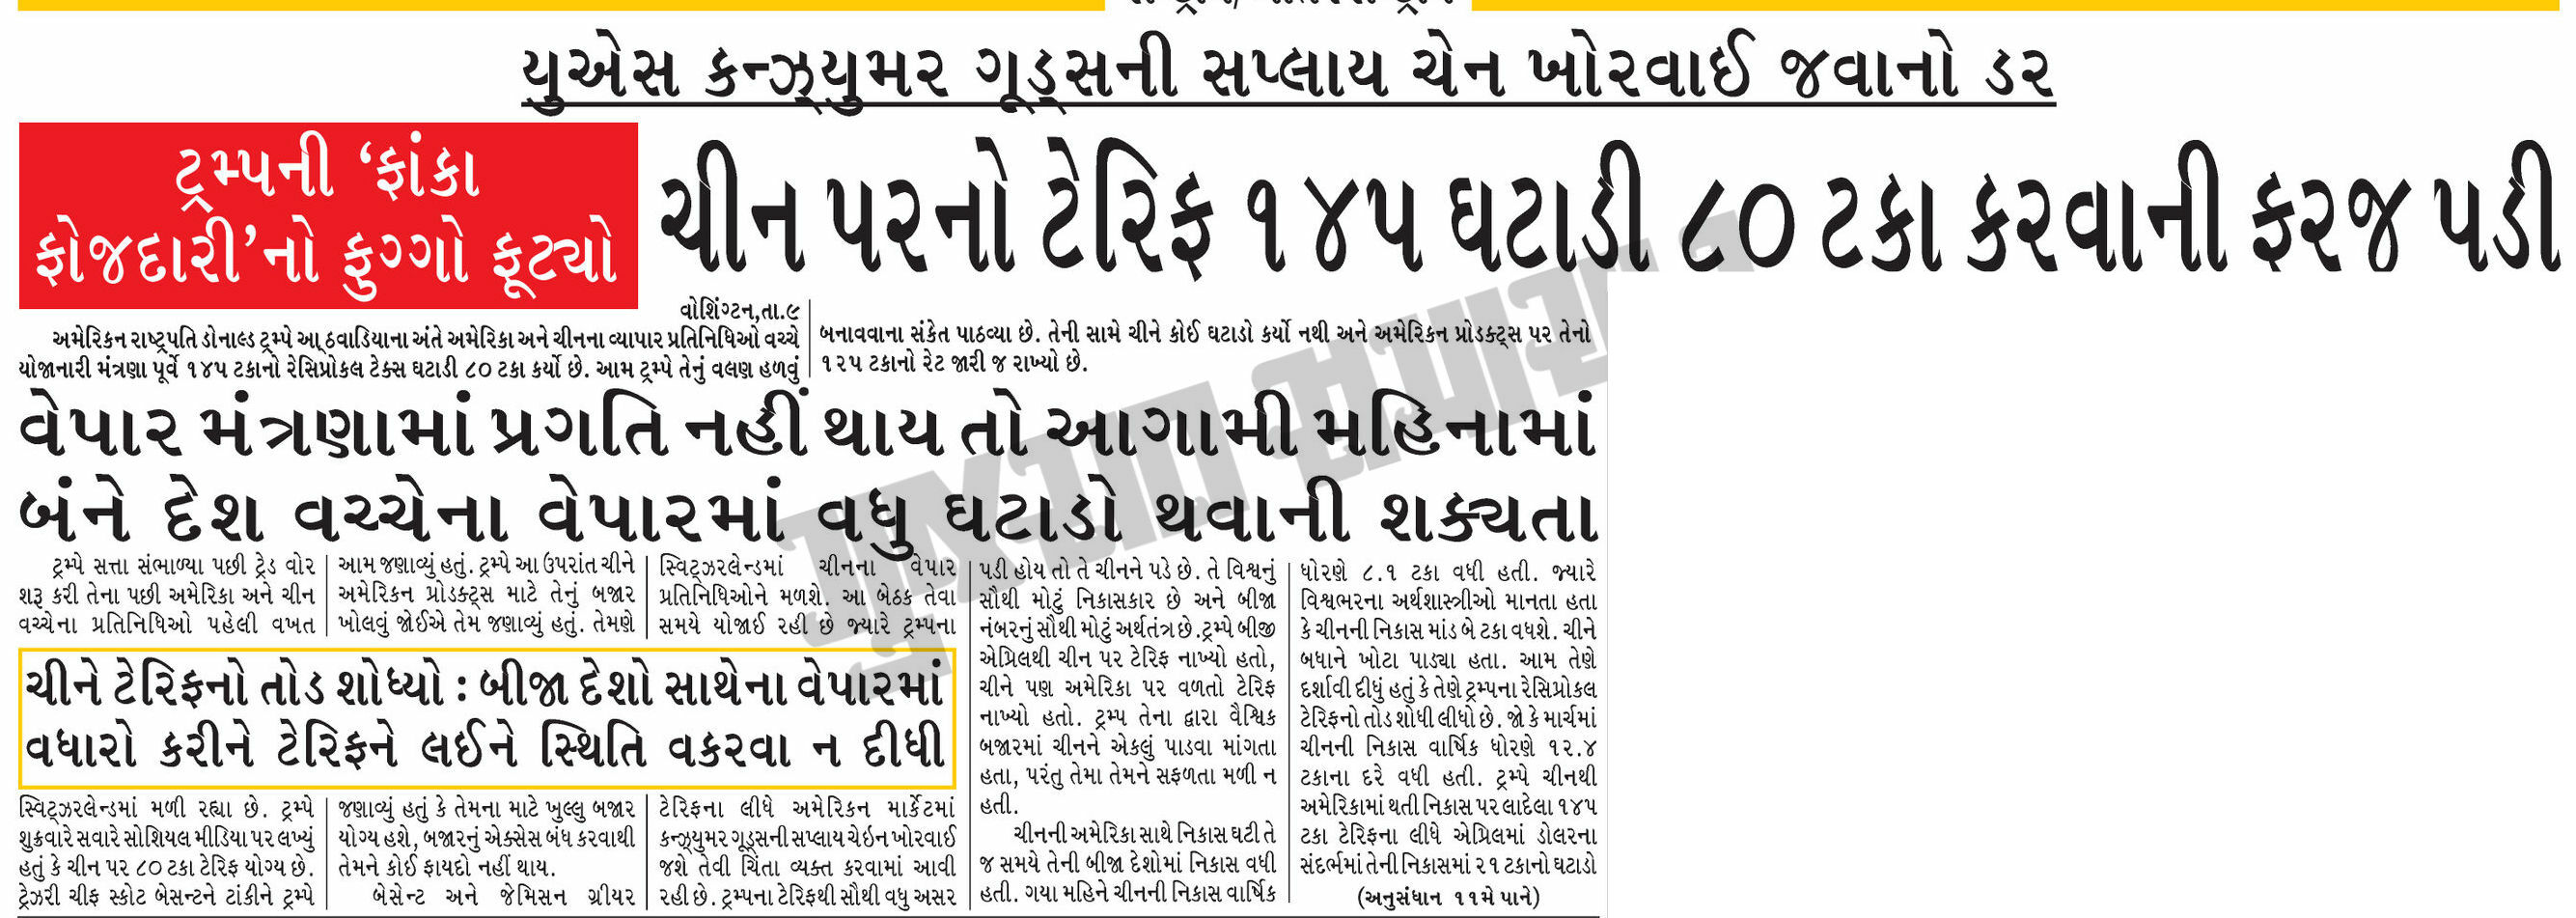 યુએસ કન્ઝ્યુમર ગૂડ્સની સપ્લાય ચેન ખોરવાઈ જવાનો ડર
ટ્રમ્પની ‘ફાંકા
ફોજદારી’નો ફુગ્ગો ફૂટ્યો
ચીન પરનો ટેરિફ ૧૪૫ ઘટાડી ૮૦ ટકા કરવાની ફરજ પડી
વોશિંગ્ટન,તા.૯
અમેરિકન રાષ્ટ્રપતિ ડોનાલ્ડ ટ્રમ્પે આ ઠવાડિયાના અંતે અમેરિકા અને ચીનના વ્યાપાર પ્રતિનિધિઓ વચ્ચે
યોજાનારી મંત્રણા પૂર્વે ૧૪૫ ટકાનો રેસિપ્રોકલ ટેક્સ ઘટાડી ૮૦ ટકા કર્યો છે. આમ ટ્રમ્પે તેનું વલણ હળવું
બનાવવાના સંકેત પાઠવ્યા છે. તેની સામે ચીને કોઈ ઘટાડો કર્યો નથી અને અમેરિકન પ્રોડક્ટ્સ પર તેનો
૧૨૫ ટકાનો રેટ જારી જ રાખ્યો છે.
વેપાર મંત્રણામાં પ્રગતિ નહીં થાય તો આગામી મહિનામાં
બંને દેશ વચ્ચેના વેપારમાં વધુ ઘટાડો થવાની શક્યતા
ટ્રમ્પે સત્તા સંભાળ્યા પછી ટ્રેડ વોર
શરૂ કરી તેના પછી અમેરિકા અને ચીન
વચ્ચેના પ્રતિનિધિઓ પહેલી વખત
સ્વિટ્ઝરલેન્ડમાં મળી રહ્યા છે. ટ્રમ્પે
શુક્રવારે સવારે સોશિયલ મીડિયા પર લખ્યું
હતું કે ચીન પર ૮૦ ટકા ટેરિફ યોગ્ય છે.
ટ્રેઝરી ચીફ સ્કોટ બેસન્ટને ટાંકીને ટ્રમ્પે
આમ જણાવ્યું હતું. ટ્રમ્પે આ ઉપરાંત ચીને
અમેરિકન પ્રોડક્ટ્સ માટે તેનું બજાર
ખોલવું જોઈએ તેમ જણાવ્યું હતું. તેમણે
જણાવ્યું હતું કે તેમના માટે ખુલ્લુ બજાર
યોગ્ય હશે, બજારનું એક્સેસ બંધ કરવાથી
તેમને કોઈ ફાયદો નહીં થાય.
બેસેન્ટ અને જેમિસન ગ્રીયર
સ્વિટ્ઝરલેન્ડમાં ચીનના વેપાર
પ્રતિનિધિઓને મળશે. આ બેઠક તેવા
સમયે યોજાઈ રહી છે જ્યારે ટ્રમ્પના
ટેરિફના લીધે અમેરિકન માર્કેટમાં
કન્ઝ્યુમર ગૂડ્સની સપ્લાય ચેઇન ખોરવાઈ
જશે તેવી ચિંતા વ્યક્ત કરવામાં આવી
રહી છે. ટ્રમ્પના ટેરિફથી સૌથી વધુ અસર
ચીને ટેરિફનો તોડ શોધ્યો : બીજા દેશો સાથેના વેપારમાં
વધારો કરીને ટેરિફને લઈને સ્થિતિ વકરવા ન દીધી
પડી હોય તો તે ચીનને પડે છે. તે વિશ્વનું
સૌથી મોટું નિકાસકાર છે અને બીજા
નંબરનું સૌથી મોટું અર્થતંત્ર છે.ટ્રમ્પે બીજી
એપ્રિલથી ચીન પર ટેરિફ નાખ્યો હતો,
ચીને પણ અમેરિકા પર વળતો ટેરિફ
નાખ્યો હતો. ટ્રમ્પ તેના દ્વારા વૈશ્વિક
બજારમાં ચીનને એકલું પાડવા માંગતા
હતા, પરંતુ તેમા તેમને સફળતા મળી ન
હતી.
ચીનની અમેરિકા સાથે નિકાસ ઘટી તે
જ સમયે તેની બીજા દેશોમાં નિકાસ વધી
હતી. ગયા મહિને ચીનની નિકાસ વાર્ષિક
ધોરણે ૮.૧ ટકા વધી હતી. જ્યારે
વિશ્વભરના અર્થશાસ્ત્રીઓ માનતા હતા
કે ચીનની નિકાસ માંડ બે ટકા વધશે. ચીને
બધાને ખોટા પાડ્યા હતા. આમ તેણે
દર્શાવી દીધું હતું કે તેણે ટ્રમ્પના રેસિપ્રોકલ
ટેરિફનો તોડ શોધી લીધો છે. જો કે માર્ચમાં
ચીનની નિકાસ વાર્ષિક ધોરણે ૧૨.૪
ટકાના દરે વધી હતી. ટ્રમ્પે ચીનથી
અમેરિકામાં થતી નિકાસ પર લાદેલા ૧૪૫
ટકા ટેરિફના લીધે એપ્રિલમાં ડોલરના
સંદર્ભમાં તેની નિકાસમાં ૨૧ ટકાનો ઘટાડો
(અનુસંધાન ૧૧મે પાને)
ગુજરાત સમાચાર